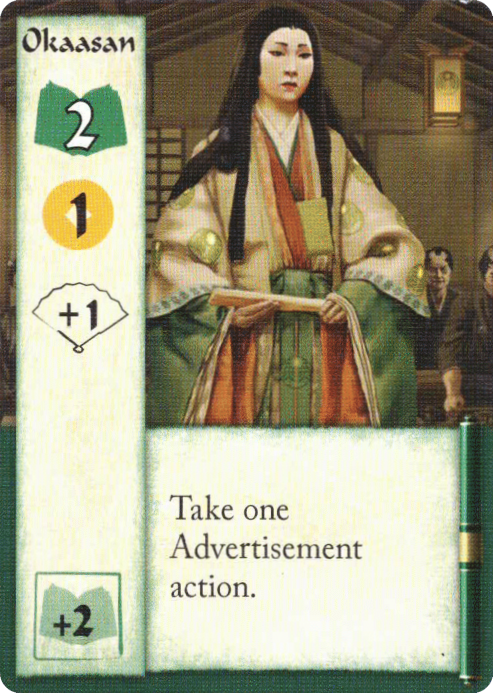 Okaasan
2
1
+1
Take one
Advertisement
action.
+2